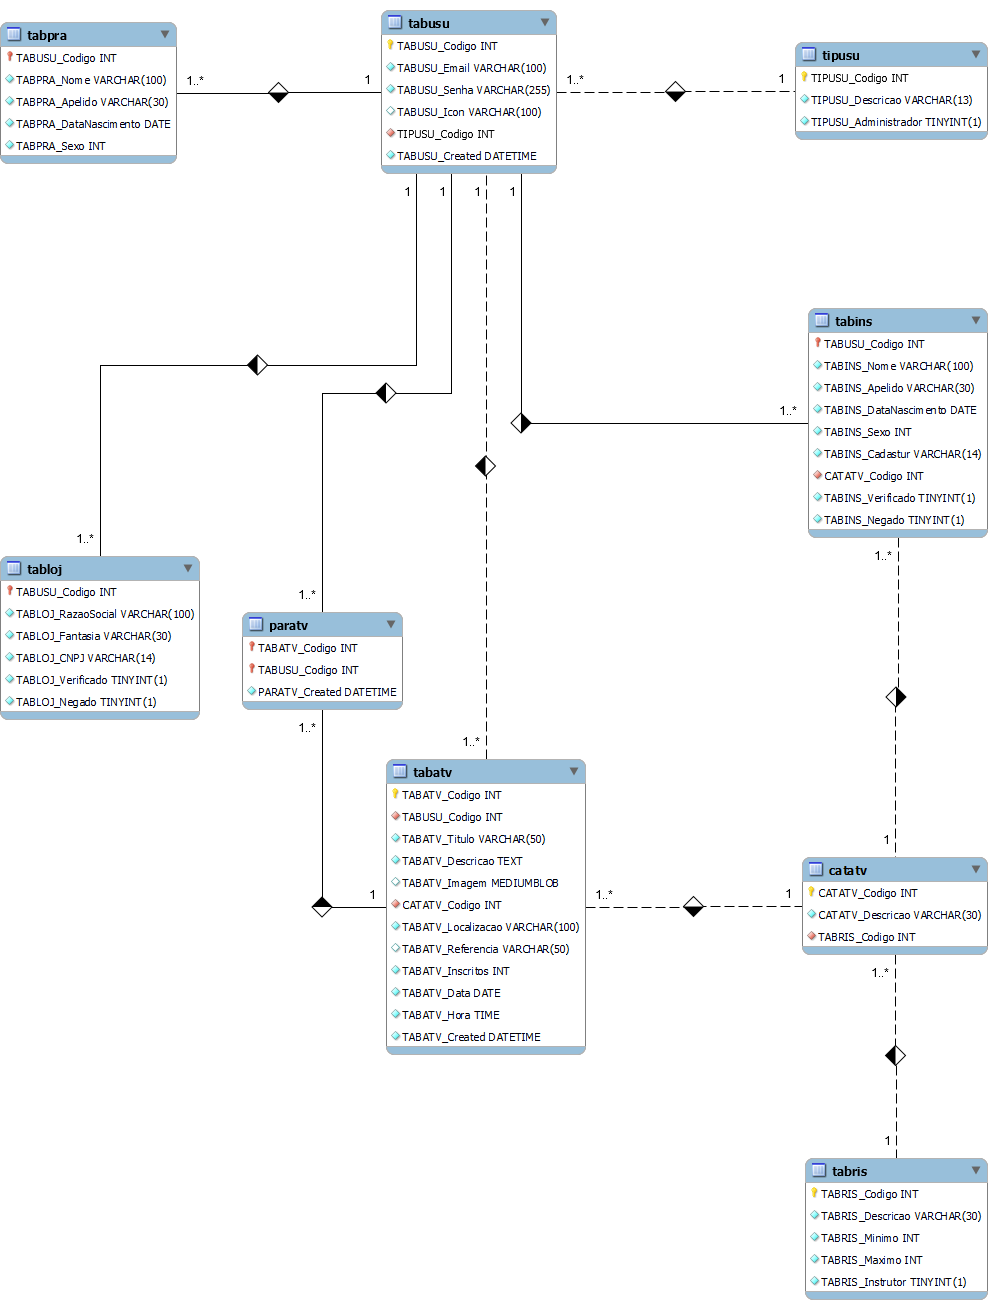 tabpra
TABUSU_Codigo INT
TABPRA_Nome VARCHAR(100)
TABPRA_Apelido VARCHAR(30)
TABPRA_DataNascimento DATE
TABPRA_Sexo INT
1..*
1
tabusu
TABUSU_Codigo INT
TABUSU_Email VARCHAR(100)
TABUSU_Senha VARCHAR(255)
TABUSU_Icon VARCHAR(100)
TIPUSU_Codigo INT
TABUSU_Created DATETIME
1..*
1
tipusu
TIPUSU_Codigo INT
TIPUSU_Descricao VARCHAR(13)
TIPUSU_Administrador TINYINT(1)
1
1
1
1
tabins
TABUSU_Codigo INT
TABINS_Nome VARCHAR(100)
TABINS_Apelido VARCHAR(30)
TABINS_DataNascimento DATE
TABINS_Sexo INT
TABINS_Cadastur VARCHAR(14)
CATATV_Codigo INT
TABINS_Verificado TINYINT(1)
TABINS_Negado TINYINT(1)
1..*
1..*
1..*
tabloj
TABUSU_Codigo INT
TABLOJ_RazaoSocial VARCHAR(100)
TABLOJ_Fantasia VARCHAR(30)
TABLOJ_CNPJ VARCHAR(14)
TABLOJ_Verificado TINYINT(1)
TABLOJ_Negado TINYINT(1)
1..*
paratv
TABATV_Codigo INT
TABUSU_Codigo INT
PARATV_Created DATETIME
1..*
1..*
tabatv
TABATV_Codigo INT
TABUSU_Codigo INT
TABATV_Titulo VARCHAR(50)
TABATV_Descricao TEXT
TABATV_Imagem MEDIUMBLOB
CATATV_Codigo INT
TABATV_Localizacao VARCHAR(100)
TABATV_Referencia VARCHAR(50)
TABATV_Inscritos INT
TABATV_Data DATE
TABATV_Hora TIME
TABATV_Created DATETIME
1
1..*
1
1
catatv
CATATV_Codigo INT
CATATV_Descricao VARCHAR(30)
TABRIS_Codigo INT
1..*
1
tabris
TABRIS_Codigo INT
TABRIS_Descricao VARCHAR(30)
TABRIS_Minimo INT
TABRIS_Maximo INT
TABRIS_Instrutor TINYINT(1)